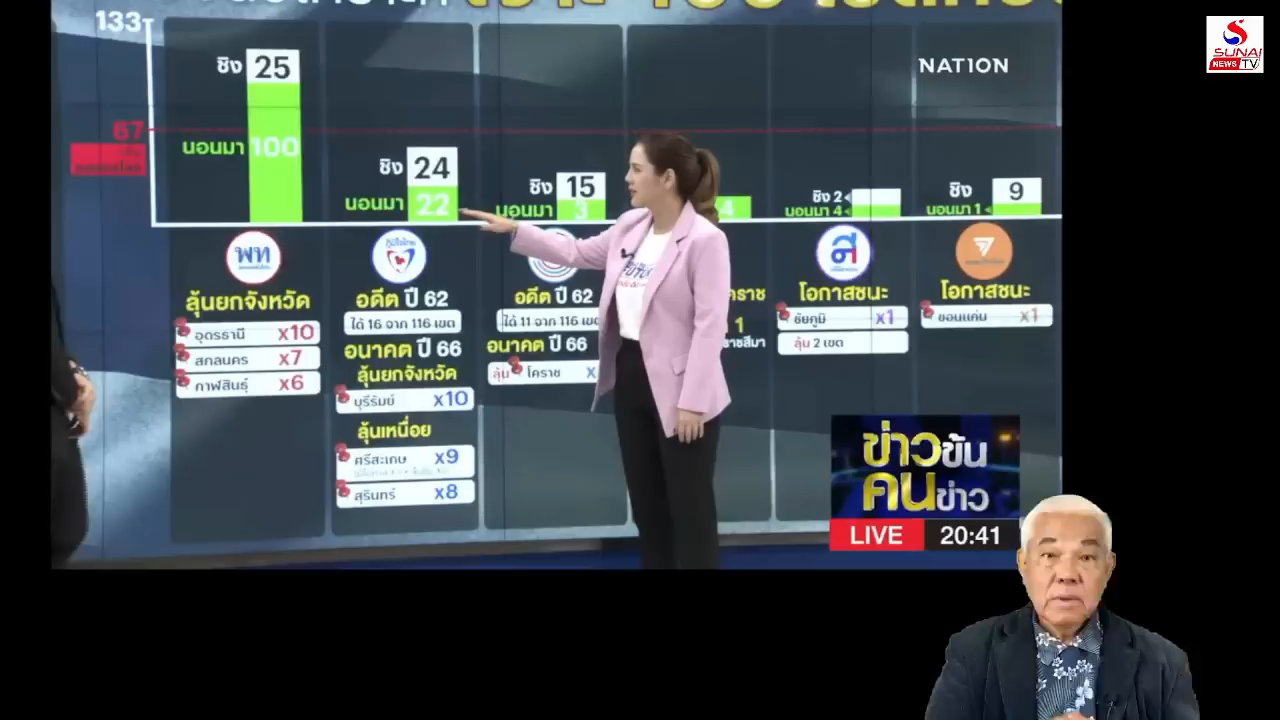 133
SUNAI
NEWS TV
NATION
ชิง 25
67
นอนมา 100
ชิง 24
นอนมา 22
ชิง 15
นอนมา 3
4
ชิง 2
นอนมา 4
ชิง 9
นอนมา 1
พท
ภูมิใจไทย
ลุ้นยกจังหวัด
อุดรธานี x10
สกลนคร x7
กาฬสินธุ์ x6
อดีต ปี 62
ได้ 16 จาก 116 เขต
อนาคต ปี 66
ลุ้นยกจังหวัด
บุรีรัมย์ x10
ลุ้นเหนื่อย
ศรีสะเกษ x9
สุรินทร์ x8
อดีต ปี 62
ได้ 11 จาก 116 เขต
อนาคต ปี 66
ลุ้น โคราช x
1
โอกาสชนะ
ชัยภูมิ x1
ลุ้น 2 เขต
โอกาสชนะ
ขอนแก่น x1
ข่าวข้น
คนข่าว
LIVE 20:41